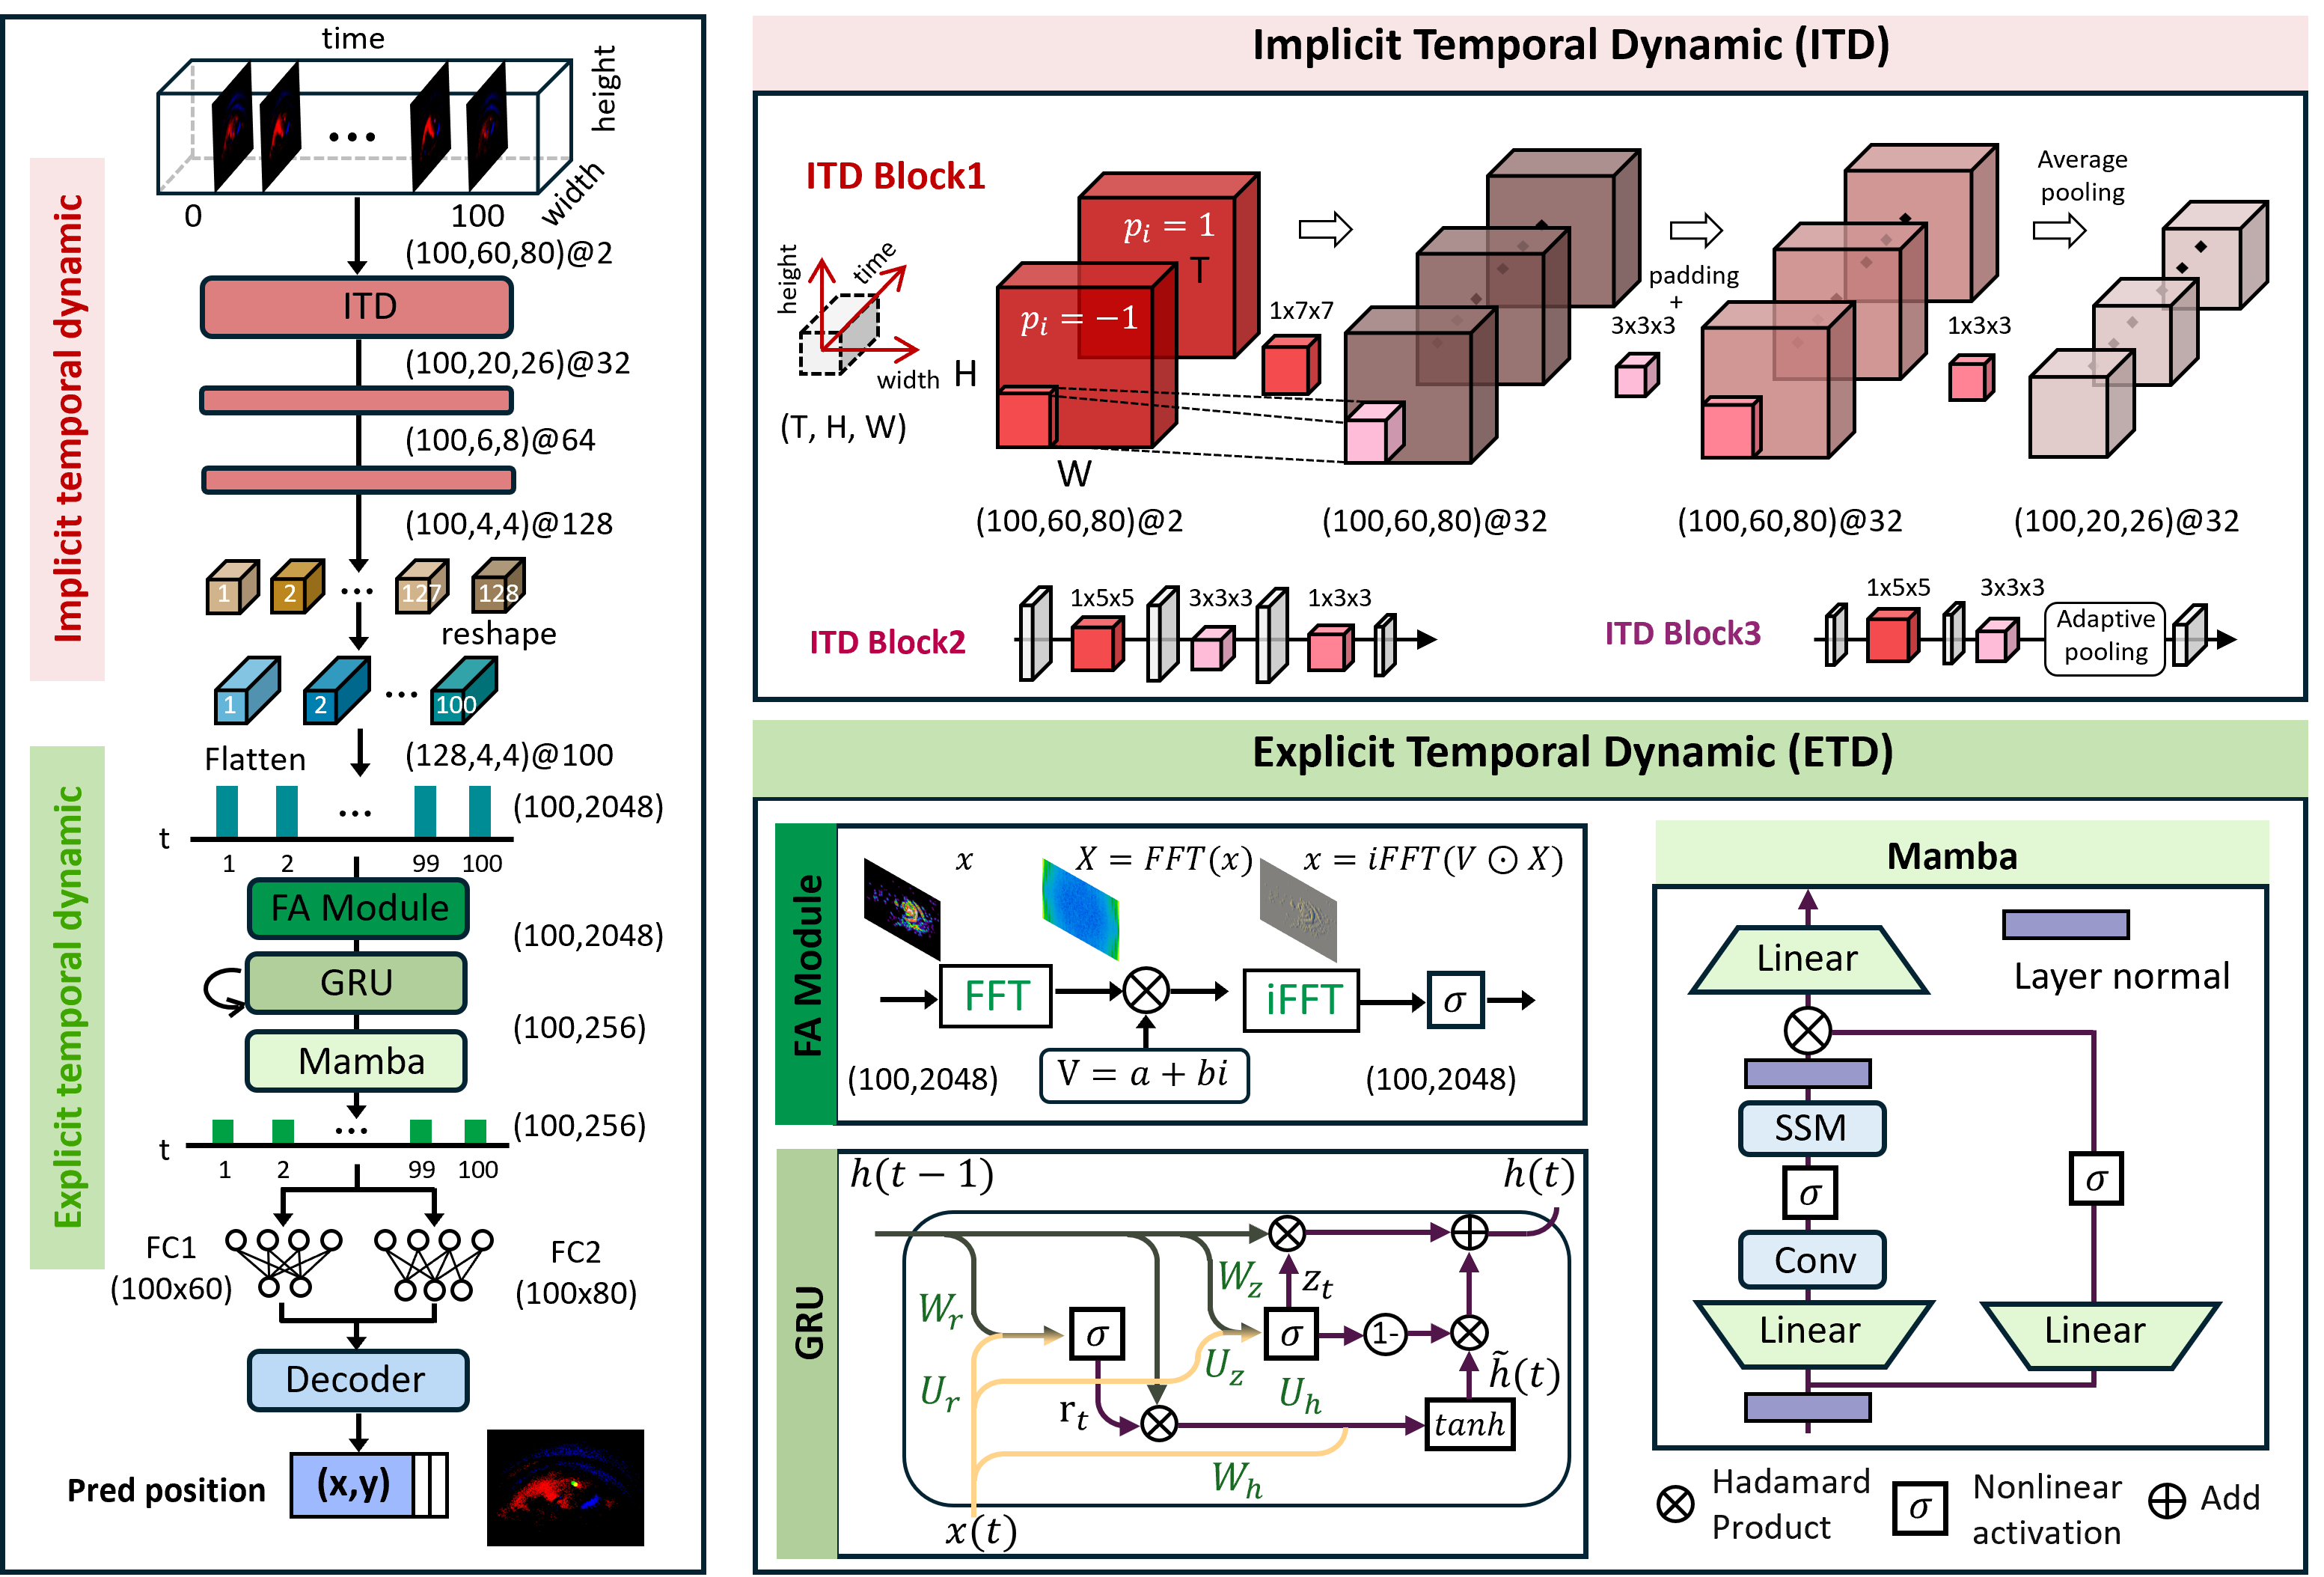 time
height
width
0
100
Implicit temporal dynamic
(100,60,80)@2
ITD
(100,20,26)@32
(100,6,8)@64
(100,4,4)@128
1 2 ... 127 128
reshape
1 2 ... 100
Flatten
(128,4,4)@100
Explicit temporal dynamic
(100,2048)
t
1 2 ... 99 100
FA Module
(100,2048)
GRU
(100,256)
Mamba
(100,256)
t
1 2 ... 99 100
FC1
(100x60)
FC2
(100x80)
Decoder
Pred position
(x,y)
Implicit Temporal Dynamic (ITD)
ITD Block1
height
time
width
(T, H, W)
p_i = 1
T
p_i = −1
H
W
1x7x7
padding
+
3x3x3
1x3x3
Average
pooling
(100,60,80)@2
(100,60,80)@32
(100,60,80)@32
(100,20,26)@32
ITD Block2
1x5x5
3x3x3
1x3x3
ITD Block3
1x5x5
3x3x3
Adaptive
pooling
Explicit Temporal Dynamic (ETD)
FA Module
x
X = FFT(x)
x = iFFT(V ⊙ X)
FFT
iFFT
σ
V = a + bi
(100,2048)
(100,2048)
GRU
h(t − 1)
h(t)
W_r
U_r
σ
r_t
W_z
U_z
z_t
σ
1-
U_h
h̃(t)
tanh
W_h
x(t)
Mamba
Linear
Layer normal
SSM
σ
σ
Conv
Linear
Linear
Hadamard
Product
σ
Nonlinear
activation
Add